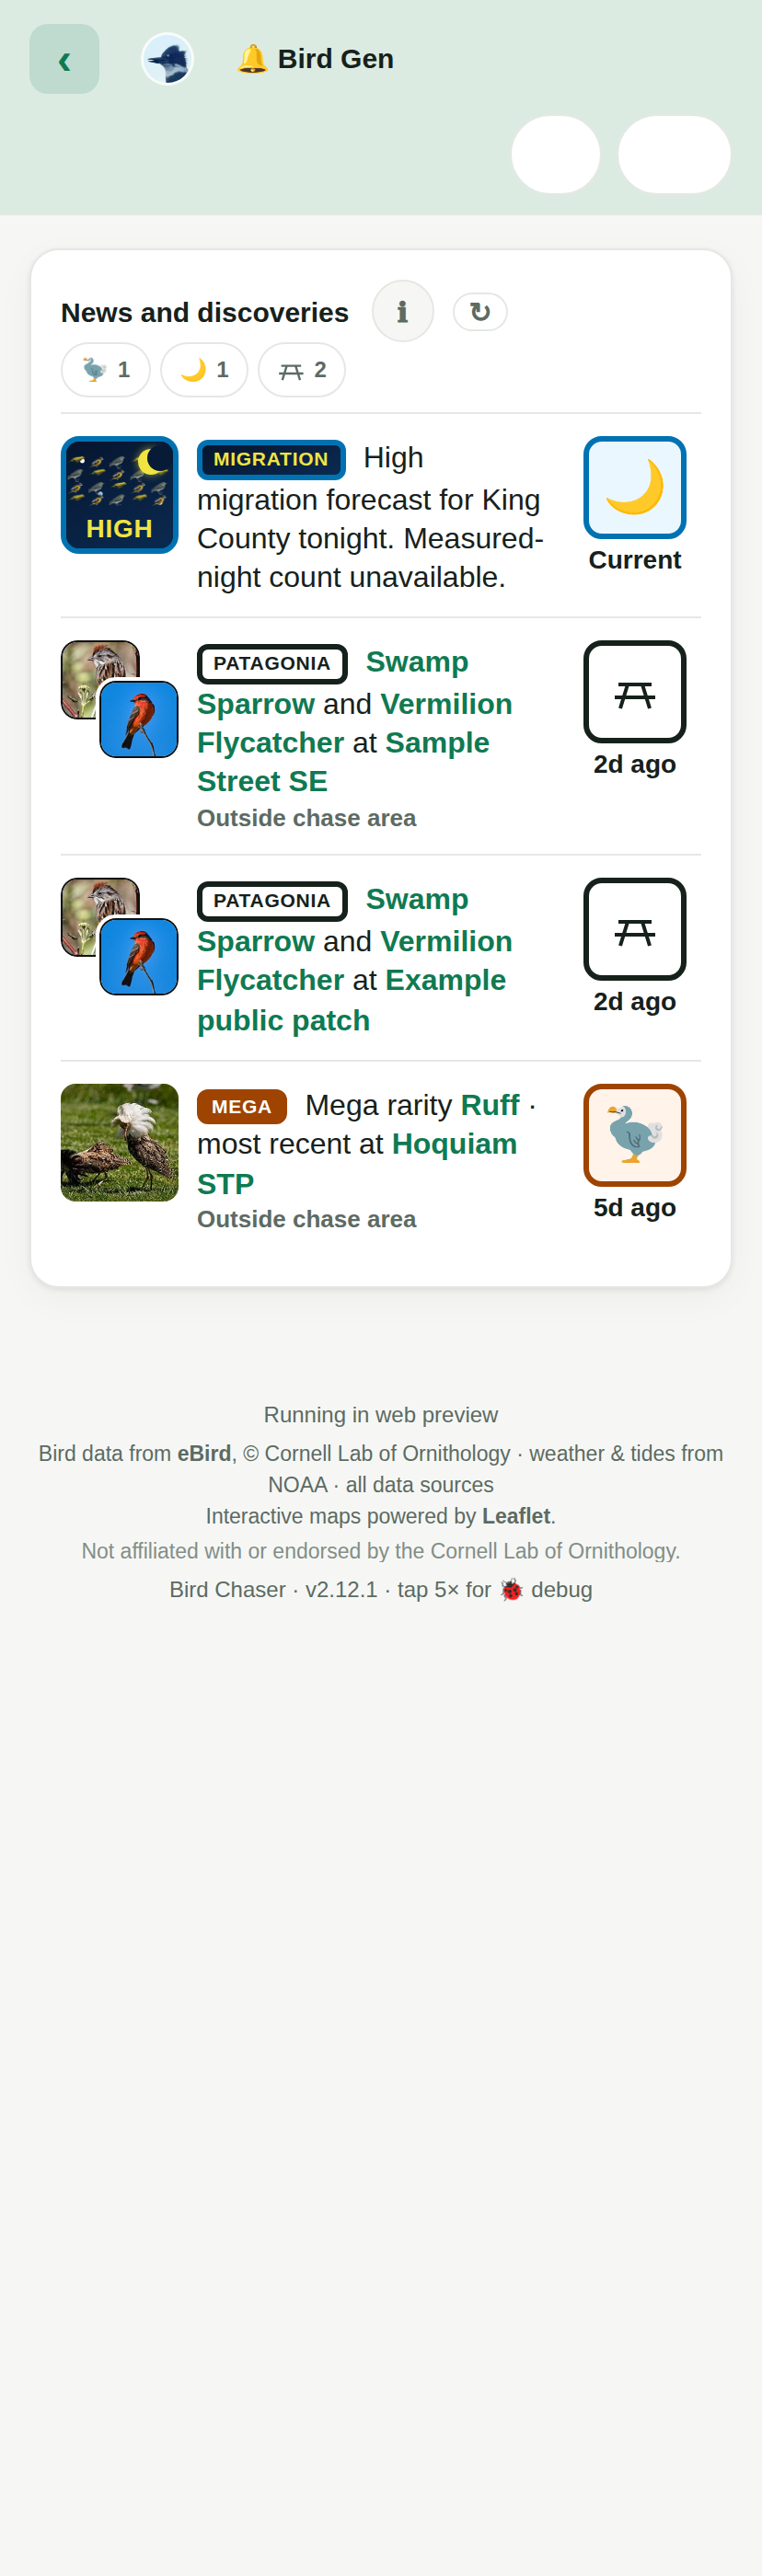 ‹ 🔔 Bird Gen
News and discoveries ℹ ↻
🦤 1 🌙 1 2
HIGH
MIGRATION High
migration forecast for King
County tonight. Measured-
night count unavailable.
Current
PATAGONIA Swamp
Sparrow and Vermilion
Flycatcher at Sample
Street SE
Outside chase area
2d ago
PATAGONIA Swamp
Sparrow and Vermilion
Flycatcher at Example
public patch
2d ago
MEGA Mega rarity Ruff ·
most recent at Hoquiam
STP
Outside chase area
5d ago
Running in web preview
Bird data from eBird, © Cornell Lab of Ornithology · weather & tides from
NOAA · all data sources
Interactive maps powered by Leaflet.
Not affiliated with or endorsed by the Cornell Lab of Ornithology.
Bird Chaser · v2.12.1 · tap 5× for 🐞 debug